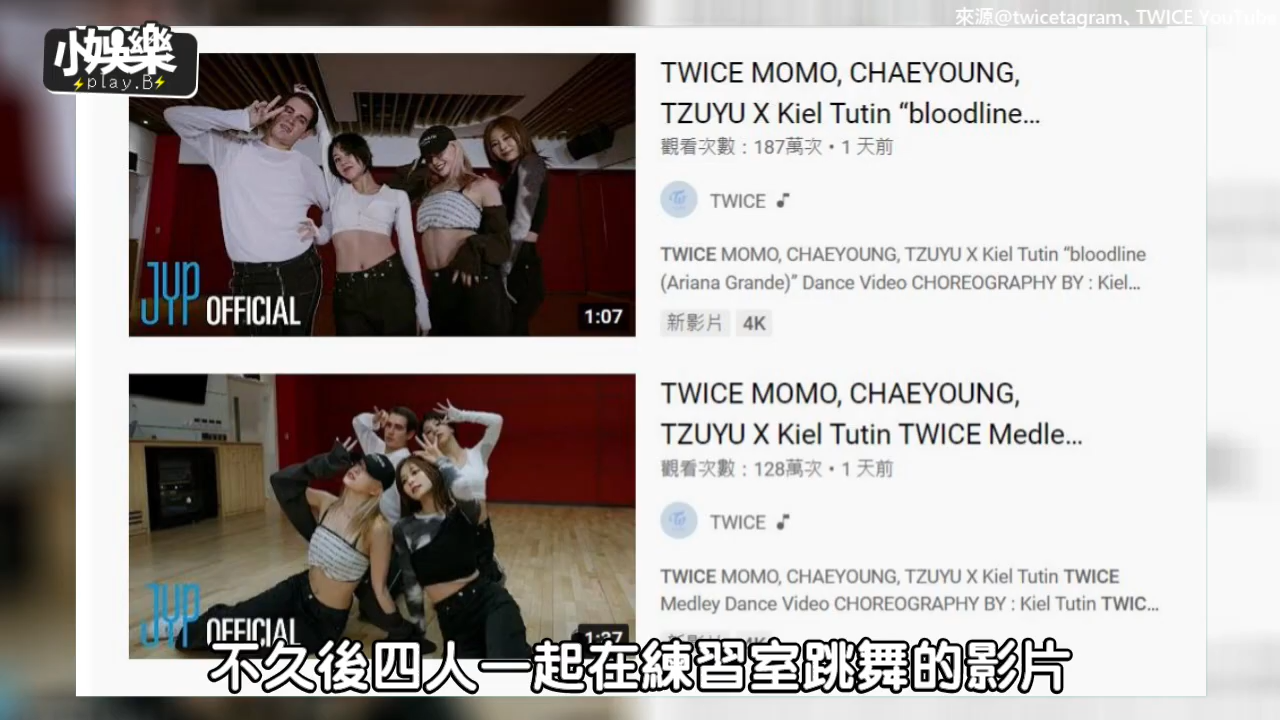 來源@twicetagram、TWICE YouTube
小娛樂
play.B
TWICE MOMO, CHAEYOUNG,
TZUYU X Kiel Tutin “bloodline…
觀看次數：187萬次・1 天前
TWICE
TWICE MOMO, CHAEYOUNG, TZUYU X Kiel Tutin “bloodline
(Ariana Grande)” Dance Video CHOREOGRAPHY BY : Kiel…
新影片 4K
JYP OFFICIAL
1:07
TWICE MOMO, CHAEYOUNG,
TZUYU X Kiel Tutin TWICE Medle…
觀看次數：128萬次・1 天前
TWICE
TWICE MOMO, CHAEYOUNG, TZUYU X Kiel Tutin TWICE
Medley Dance Video CHOREOGRAPHY BY : Kiel Tutin TWIC…
新影片 4K
JYP OFFICIAL
不久後四人一起在練習室跳舞的影片